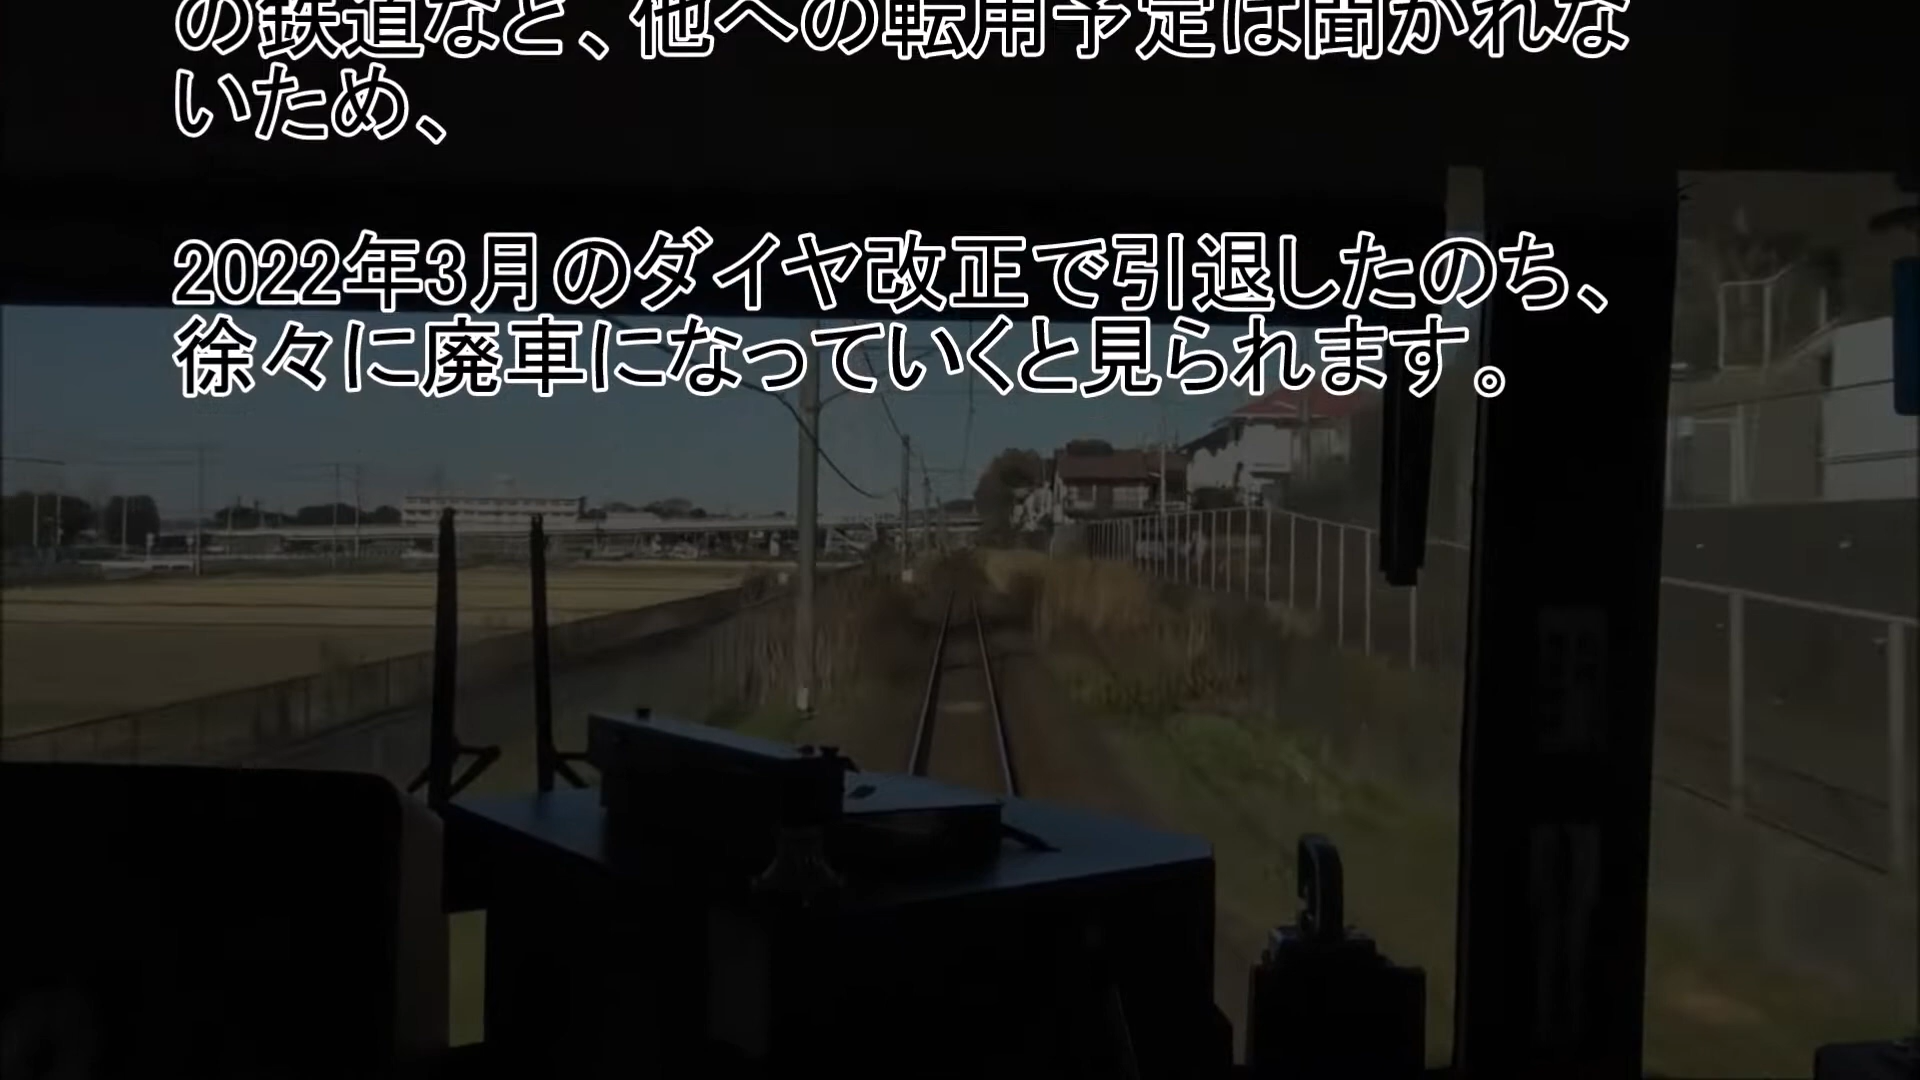 の鉄道など、他への転用予定は聞かれな
いため、
2022年3月のダイヤ改正で引退したのち、
徐々に廃車になっていくと見られます。